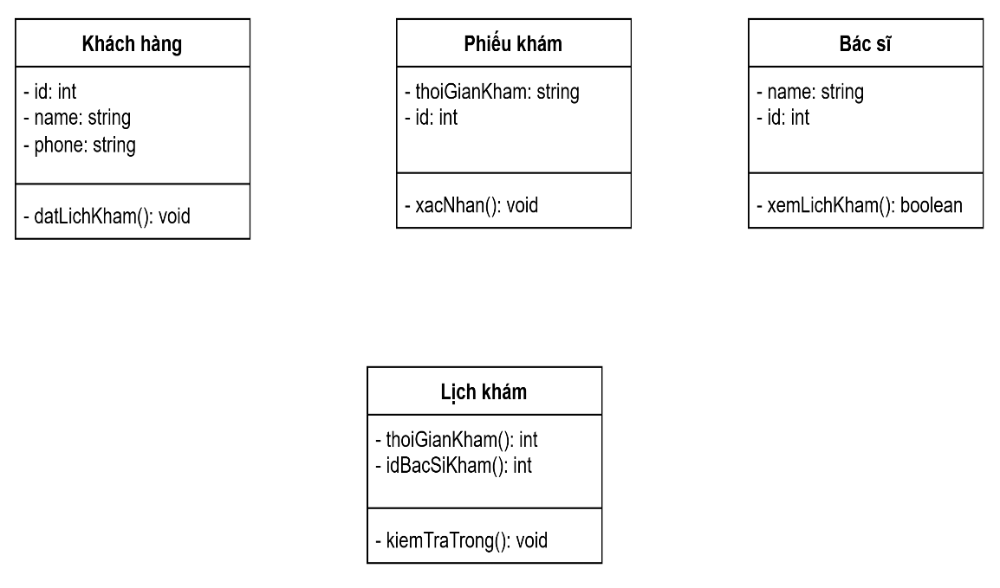 Khách hàng
- id: int
- name: string
- phone: string
- datLichKham(): void
Phiếu khám
- thoiGianKham: string
- id: int
- xacNhan(): void
Bác sĩ
- name: string
- id: int
- xemLichKham(): boolean
Lịch khám
- thoiGianKham(): int
- idBacSiKham(): int
- kiemTraTrong(): void